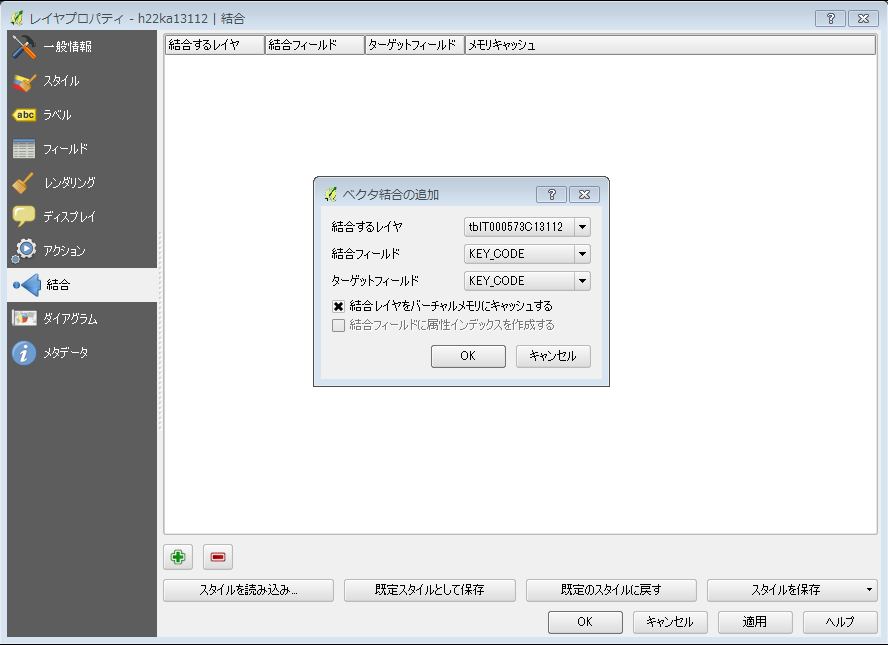 レイヤプロパティ - h22ka13112 | 結合
一般情報
スタイル
abc ラベル
フィールド
レンダリング
ディスプレイ
アクション
結合
ダイアグラム
メタデータ
結合するレイヤ 結合フィールド ターゲットフィールド メモリキャッシュ
ベクタ結合の追加
結合するレイヤ tblT000573C13112
結合フィールド KEY_CODE
ターゲットフィールド KEY_CODE
結合レイヤをバーチャルメモリにキャッシュする
結合フィールドに属性インデックスを作成する
OK キャンセル
スタイルを読み込み... 既定スタイルとして保存 既定のスタイルに戻す スタイルを保存
OK キャンセル 適用 ヘルプ